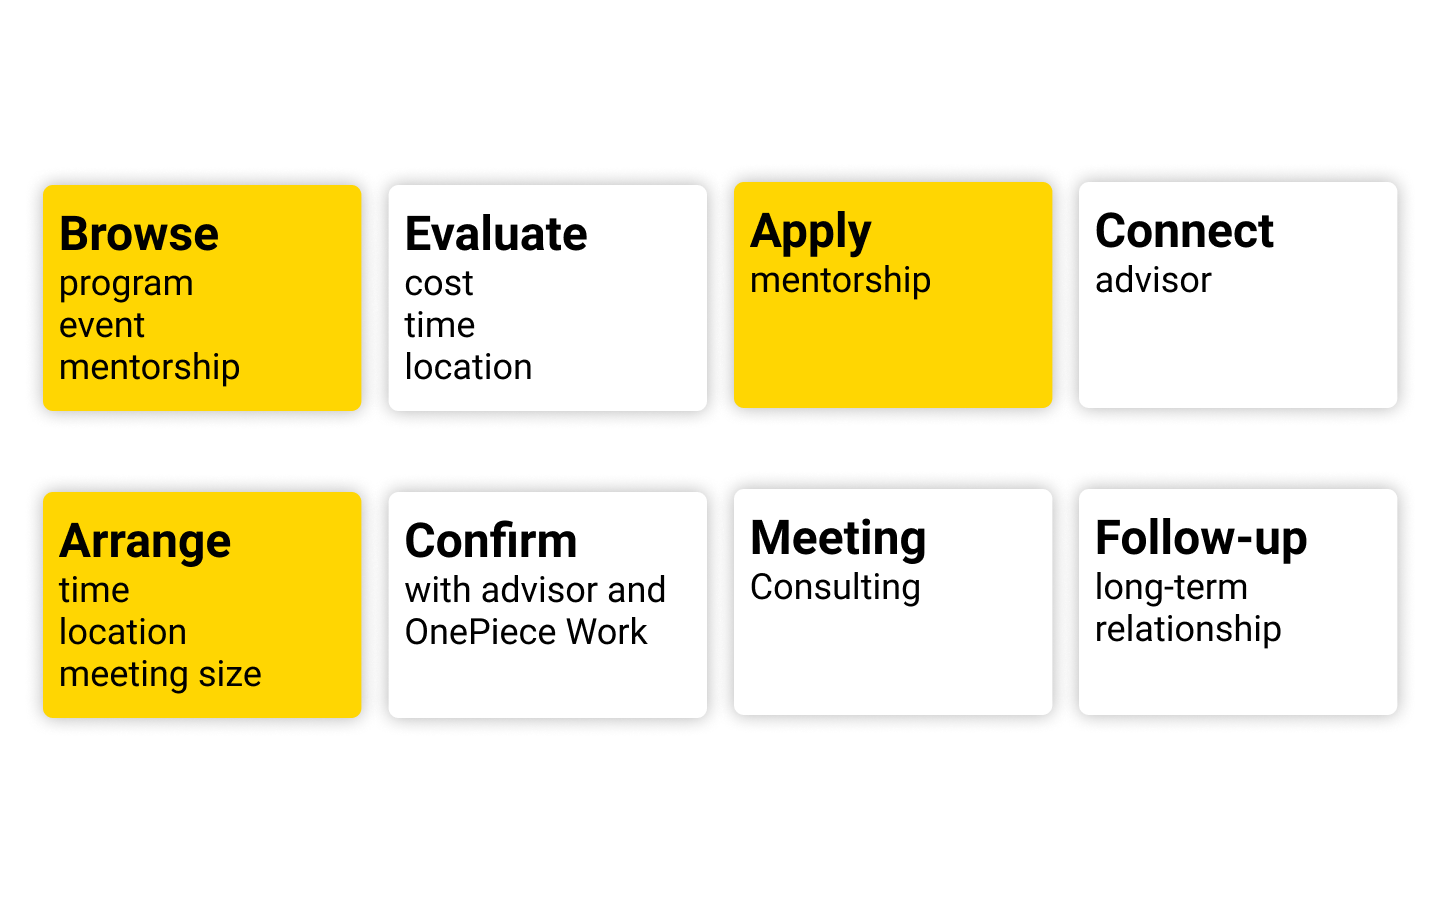 Browse
program
event
mentorship
Evaluate
cost
time
location
Apply
mentorship
Connect
advisor
Arrange
time
location
meeting size
Confirm
with advisor and
OnePiece Work
Meeting
Consulting
Follow-up
long-term
relationship